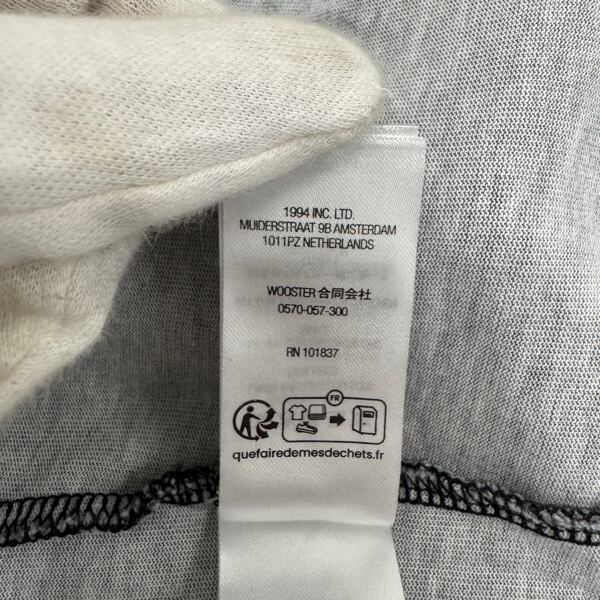 1994 INC. LTD.
MUIDERSTRAAT 9B AMSTERDAM
1011PZ NETHERLANDS
WOOSTER 合同会社
0570-057-300
RN 101837
FR
quefairedemesdechets.fr